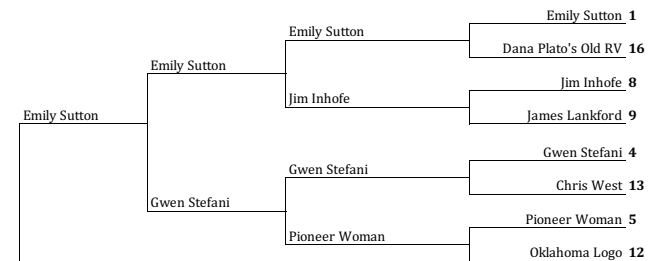 Emily Sutton 1
Emily Sutton
Dana Plato's Old RV 16
Emily Sutton
Jim Inhofe 8
Jim Inhofe
James Lankford 9
Emily Sutton
Gwen Stefani 4
Gwen Stefani
Chris West 13
Gwen Stefani
Pioneer Woman 5
Pioneer Woman
Oklahoma Logo 12